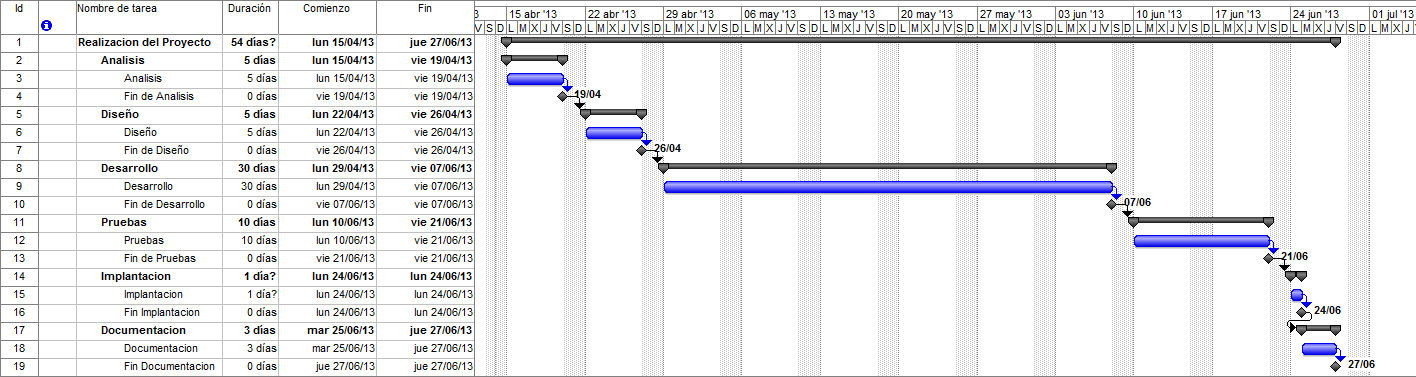 Id Nombre de tarea Duración Comienzo Fin 3 15 abr '13 22 abr '13 29 abr '13 06 may '13 13 may '13 20 may '13 27 may '13 03 jun '13 10 jun '13 17 jun '13 24 jun '13 01 jul '13
V S D L M X J V S D L M X J V S D L M X J V S D L M X J V S D L M X J V S D L M X J V S D L M X J V S D L M X J V S D L M X J V S D L M X J V S D L M X J V S D L M X J V
1 Realizacion del Proyecto 54 días? lun 15/04/13 jue 27/06/13
2 Analisis 5 días lun 15/04/13 vie 19/04/13
3 Analisis 5 días lun 15/04/13 vie 19/04/13
4 Fin de Analisis 0 días vie 19/04/13 vie 19/04/13 19/04
5 Diseño 5 días lun 22/04/13 vie 26/04/13
6 Diseño 5 días lun 22/04/13 vie 26/04/13
7 Fin de Diseño 0 días vie 26/04/13 vie 26/04/13 26/04
8 Desarrollo 30 días lun 29/04/13 vie 07/06/13
9 Desarrollo 30 días lun 29/04/13 vie 07/06/13
10 Fin de Desarrollo 0 días vie 07/06/13 vie 07/06/13 07/06
11 Pruebas 10 días lun 10/06/13 vie 21/06/13
12 Pruebas 10 días lun 10/06/13 vie 21/06/13
13 Fin de Pruebas 0 días vie 21/06/13 vie 21/06/13 21/06
14 Implantacion 1 día? lun 24/06/13 lun 24/06/13
15 Implantacion 1 día? lun 24/06/13 lun 24/06/13
16 Fin Implantacion 0 días lun 24/06/13 lun 24/06/13 24/06
17 Documentacion 3 días mar 25/06/13 jue 27/06/13
18 Documentacion 3 días mar 25/06/13 jue 27/06/13
19 Fin Documentacion 0 días jue 27/06/13 jue 27/06/13 27/06